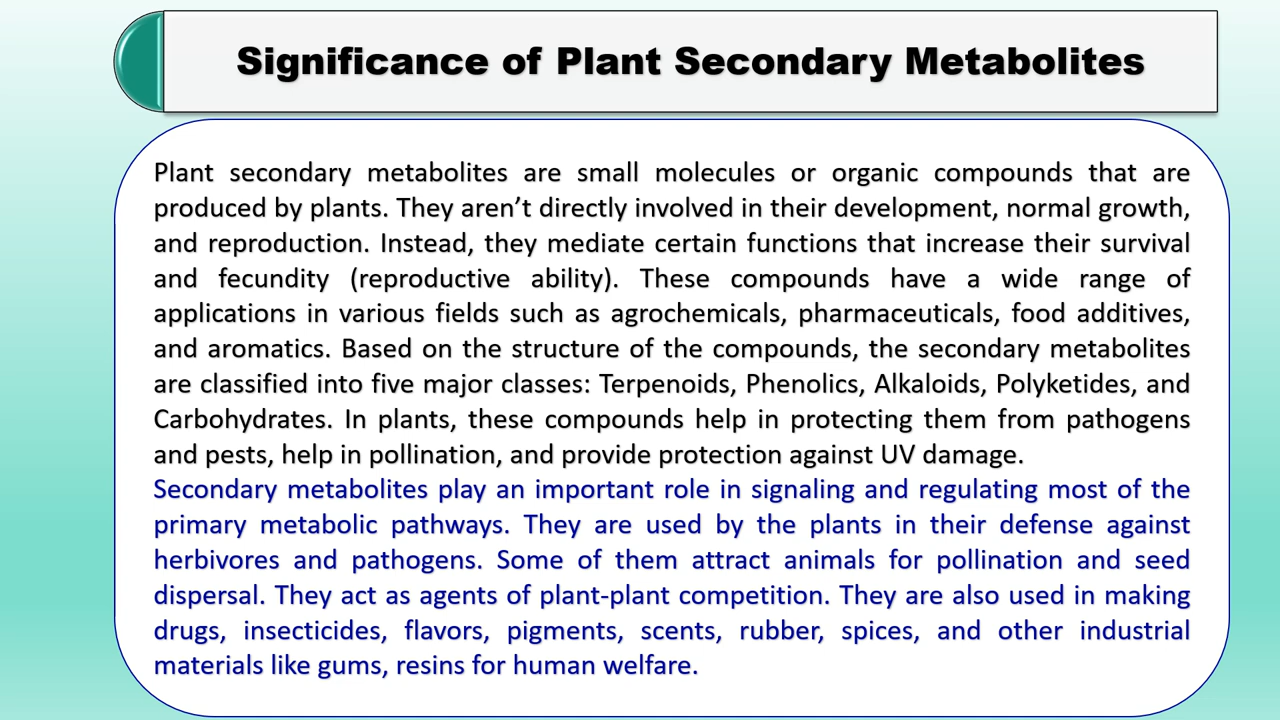 Significance of Plant Secondary Metabolites
Plant secondary metabolites are small molecules or organic compounds that are
produced by plants. They aren’t directly involved in their development, normal growth,
and reproduction. Instead, they mediate certain functions that increase their survival
and fecundity (reproductive ability). These compounds have a wide range of
applications in various fields such as agrochemicals, pharmaceuticals, food additives,
and aromatics. Based on the structure of the compounds, the secondary metabolites
are classified into five major classes: Terpenoids, Phenolics, Alkaloids, Polyketides, and
Carbohydrates. In plants, these compounds help in protecting them from pathogens
and pests, help in pollination, and provide protection against UV damage.
Secondary metabolites play an important role in signaling and regulating most of the
primary metabolic pathways. They are used by the plants in their defense against
herbivores and pathogens. Some of them attract animals for pollination and seed
dispersal. They act as agents of plant-plant competition. They are also used in making
drugs, insecticides, flavors, pigments, scents, rubber, spices, and other industrial
materials like gums, resins for human welfare.